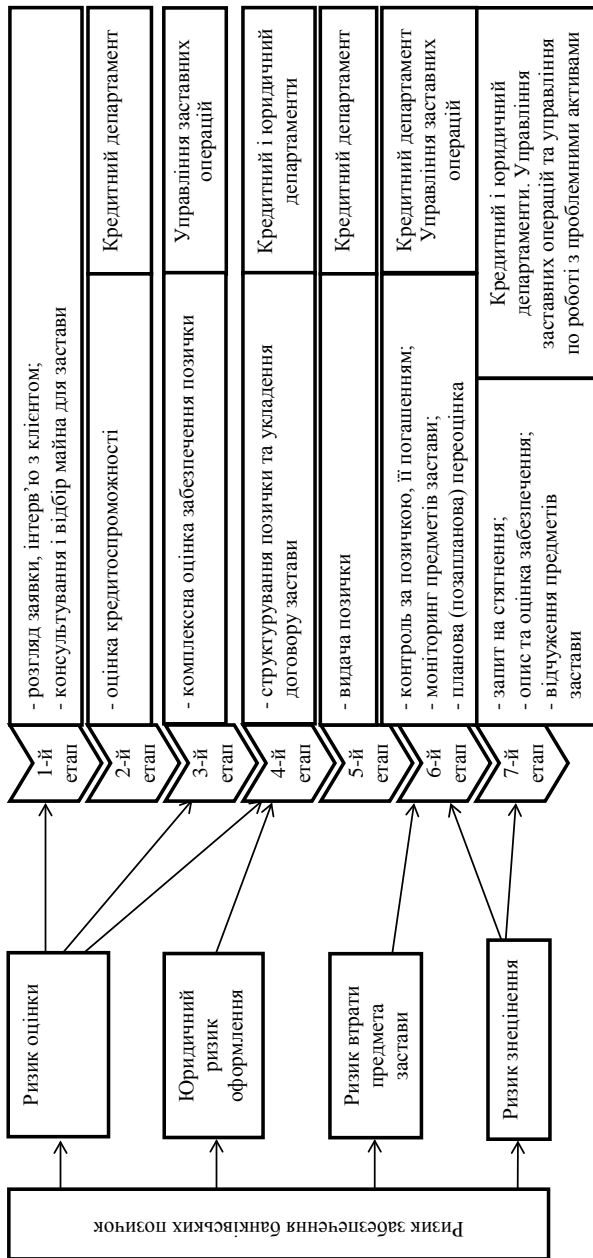 Ризик забезпечення банківських позичок
Ризик оцінки
Юридичний
ризик
оформлення
Ризик втрати
предмета
застави
Ризик знецінення
1-й
етап
- розгляд заявки, інтерв’ю з клієнтом;
- консультування і відбір майна для застави
2-й
етап
- оцінка кредитоспроможності
Кредитний департамент
3-й
етап
- комплексна оцінка забезпечення позички
Управління заставних
операцій
4-й
етап
- структурування позички та укладення
договору застави
Кредитний і юридичний
департаменти
5-й
етап
- видача позички
Кредитний департамент
6-й
етап
- контроль за позичкою, її погашенням;
- моніторинг предметів застави;
- планова (позапланова) переоцінка
Кредитний департамент
Управління заставних
операцій
7-й
етап
- запит на стягнення;
- опис та оцінка забезпечення;
- відчуження предметів
застави
Кредитний і юридичний
департаменти. Управління
заставних операцій та управління
по роботі з проблемними активами